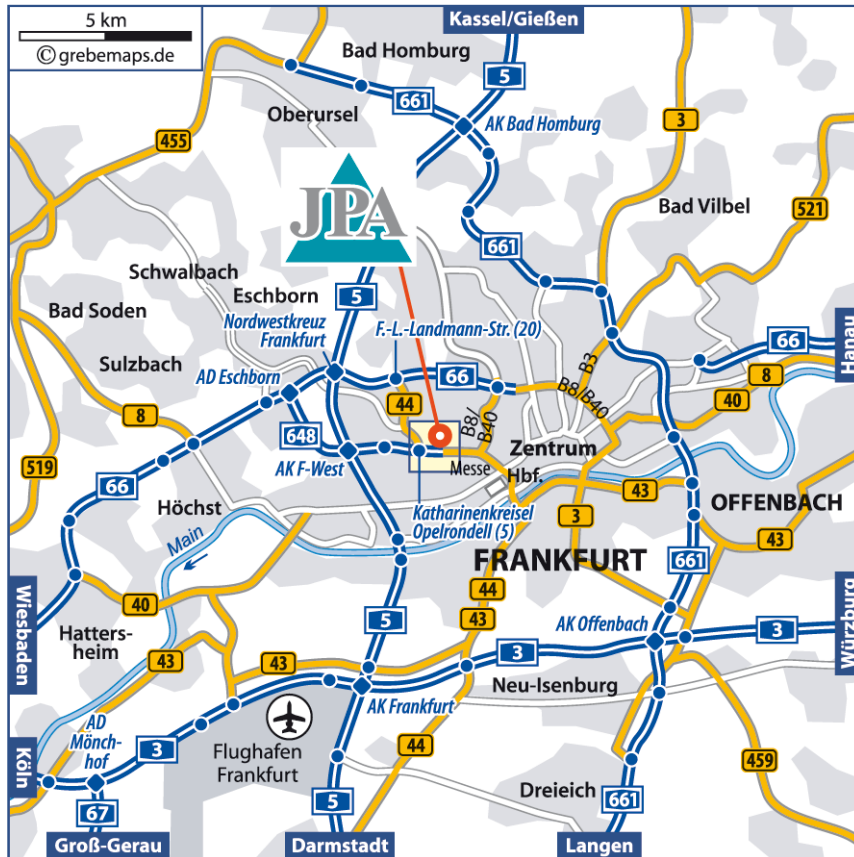 5 km
© grebemaps.de
Kassel/Gießen
Bad Homburg
5
661
Oberursel
AK Bad Homburg
3
455
JPA
521
Bad Vilbel
661
Schwalbach
Eschborn
5
Bad Soden
Nordwestkreuz
Frankfurt
F.-L.-Landmann-Str. (20)
Hanau
66
Sulzbach
AD Eschborn
66
B3
8
44
B8/B40
40
8
B8/
B40
648
Zentrum
519
AK F-West
Messe
Hbf.
66
43
Höchst
Katharinenkreisel
Opelrondell (5)
3
OFFENBACH
Main
FRANKFURT
661
43
Wiesbaden
40
44
5
43
AK Offenbach
3
Würzburg
Hatters-
heim
43
43
3
Neu-Isenburg
AK Frankfurt
AD
Mönch-
hof
Köln
3
Flughafen
Frankfurt
44
459
Dreieich
67
5
661
Groß-Gerau
Darmstadt
Langen